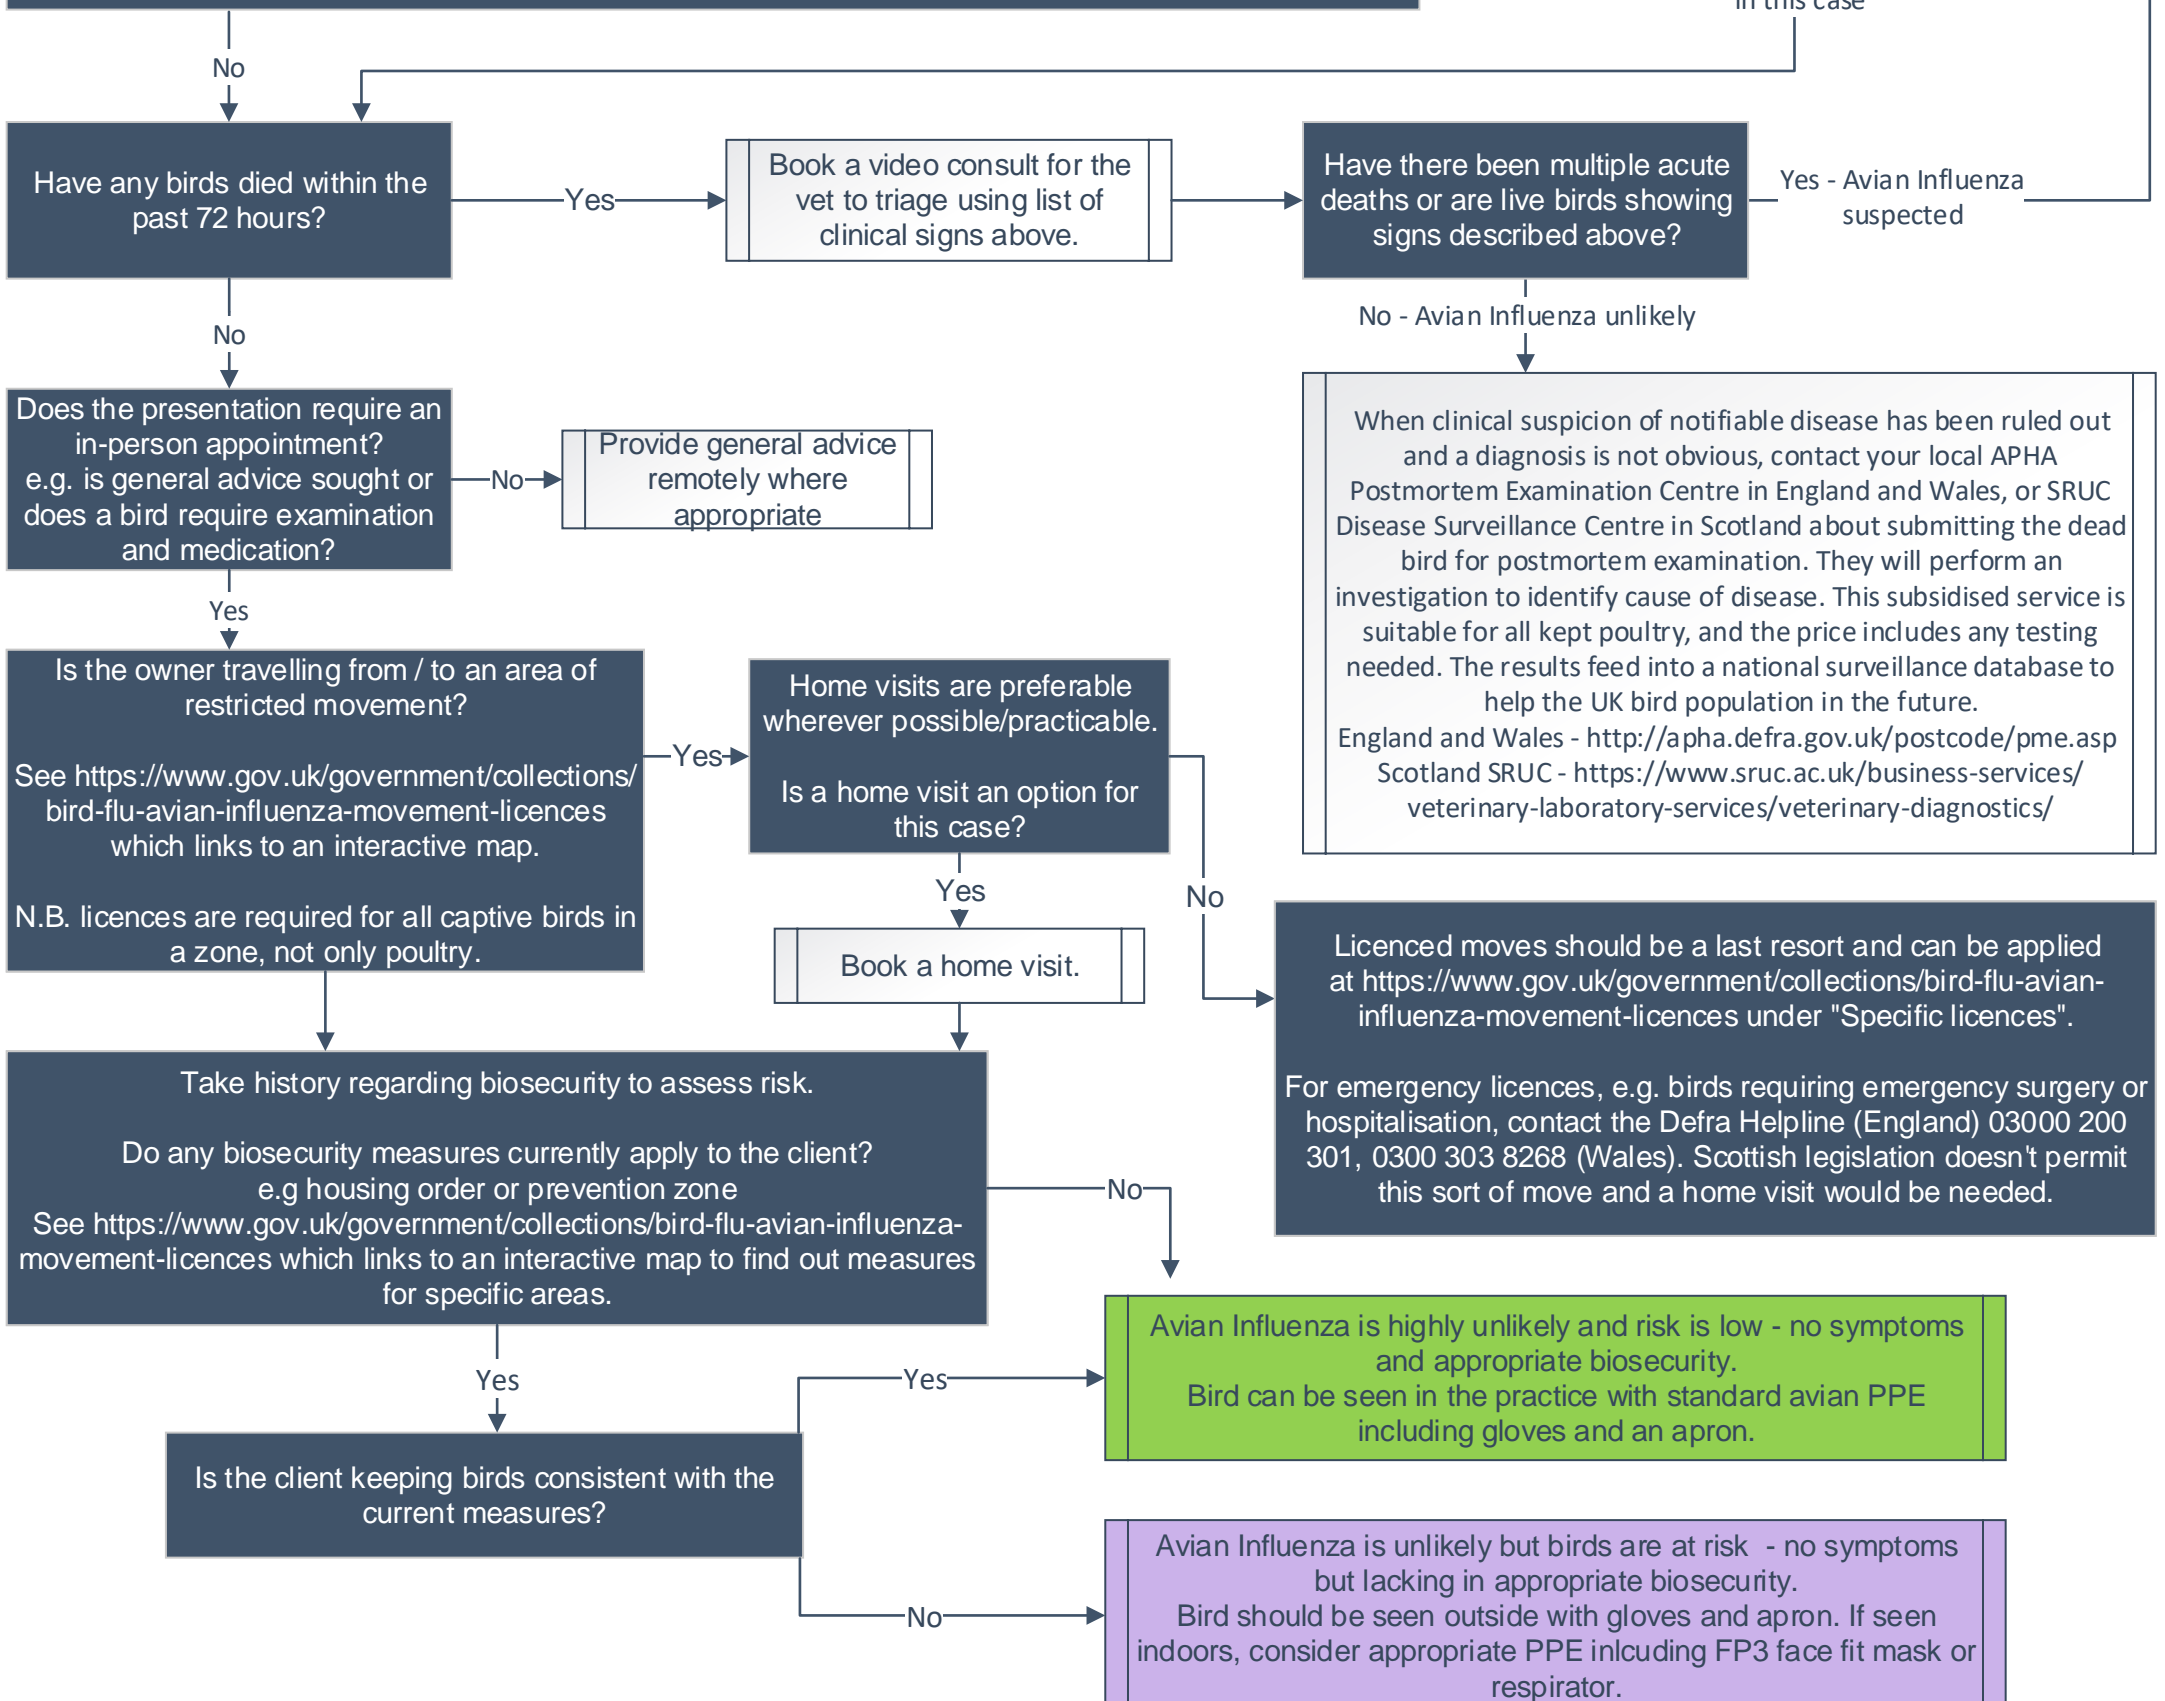 in this case
No
Have any birds died within the
past 72 hours?
Yes
Book a video consult for the
vet to triage using list of
clinical signs above.
Have there been multiple acute
deaths or are live birds showing
signs described above?
Yes - Avian Influenza
suspected
No
No - Avian Influenza unlikely
Does the presentation require an
in-person appointment?
e.g. is general advice sought or
does a bird require examination
and medication?
No
Provide general advice
remotely where
appropriate
When clinical suspicion of notifiable disease has been ruled out
and a diagnosis is not obvious, contact your local APHA
Postmortem Examination Centre in England and Wales, or SRUC
Disease Surveillance Centre in Scotland about submitting the dead
bird for postmortem examination. They will perform an
investigation to identify cause of disease. This subsidised service is
suitable for all kept poultry, and the price includes any testing
needed. The results feed into a national surveillance database to
help the UK bird population in the future.
England and Wales - http://apha.defra.gov.uk/postcode/pme.asp
Scotland SRUC - https://www.sruc.ac.uk/business-services/
veterinary-laboratory-services/veterinary-diagnostics/
Yes
Is the owner travelling from / to an area of
restricted movement?
See https://www.gov.uk/government/collections/
bird-flu-avian-influenza-movement-licences
which links to an interactive map.
N.B. licences are required for all captive birds in
a zone, not only poultry.
Yes
Home visits are preferable
wherever possible/practicable.
Is a home visit an option for
this case?
Yes
No
Book a home visit.
Licenced moves should be a last resort and can be applied
at https://www.gov.uk/government/collections/bird-flu-avian-
influenza-movement-licences under "Specific licences".
For emergency licences, e.g. birds requiring emergency surgery or
hospitalisation, contact the Defra Helpline (England) 03000 200
301, 0300 303 8268 (Wales). Scottish legislation doesn't permit
this sort of move and a home visit would be needed.
Take history regarding biosecurity to assess risk.
Do any biosecurity measures currently apply to the client?
e.g housing order or prevention zone
See https://www.gov.uk/government/collections/bird-flu-avian-influenza-
movement-licences which links to an interactive map to find out measures
for specific areas.
No
Yes
Avian Influenza is highly unlikely and risk is low - no symptoms
and appropriate biosecurity.
Bird can be seen in the practice with standard avian PPE
including gloves and an apron.
Yes
Is the client keeping birds consistent with the
current measures?
No
Avian Influenza is unlikely but birds are at risk  - no symptoms
but lacking in appropriate biosecurity.
Bird should be seen outside with gloves and apron. If seen
indoors, consider appropriate PPE inlcuding FP3 face fit mask or
respirator.